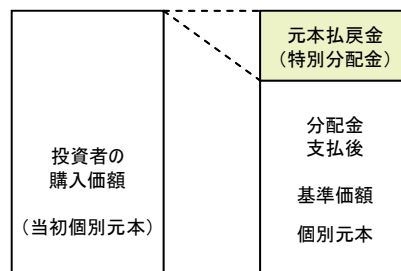 投資者の
購入価額
(当初個別元本)
元本払戻金
(特別分配金)
分配金
支払後
基準価額
個別元本